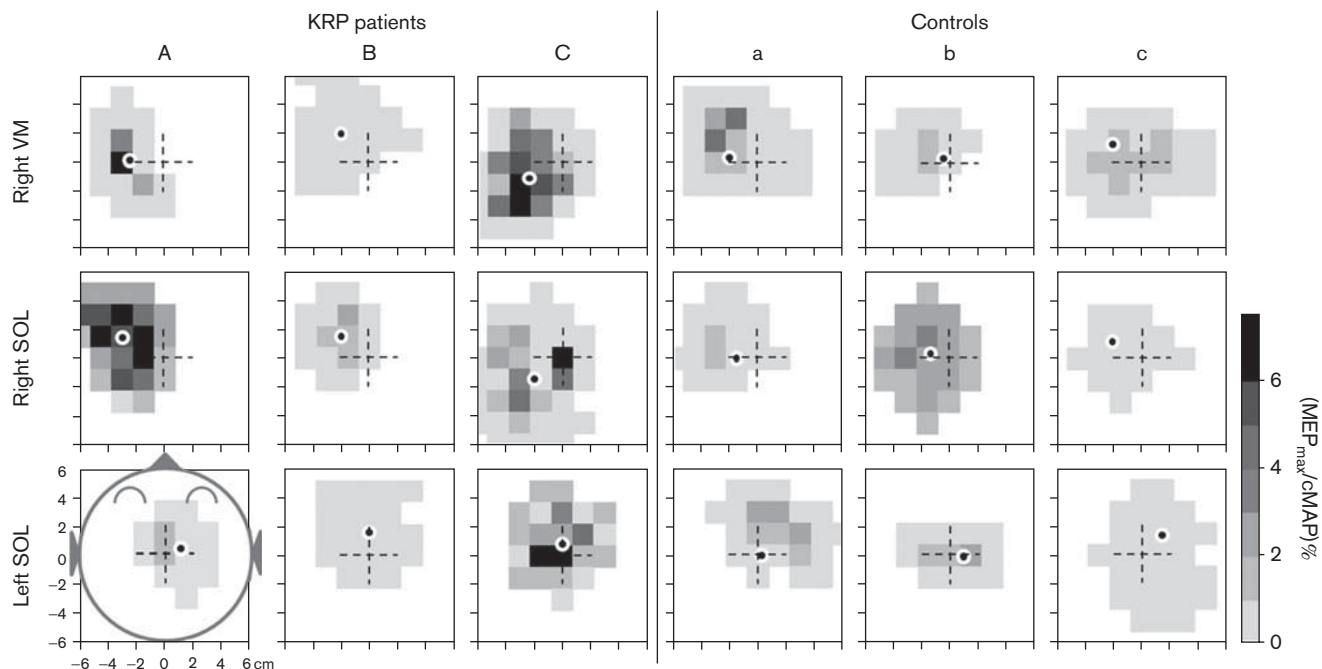 KRP patients Controls
A B C a b c
Right VM
Right SOL
Left SOL
6
4
2
0
−2
−4
−6
−6 −4 −2 0 2 4 6 cm
6
4
2
0
(MEPmax/cMAP)%